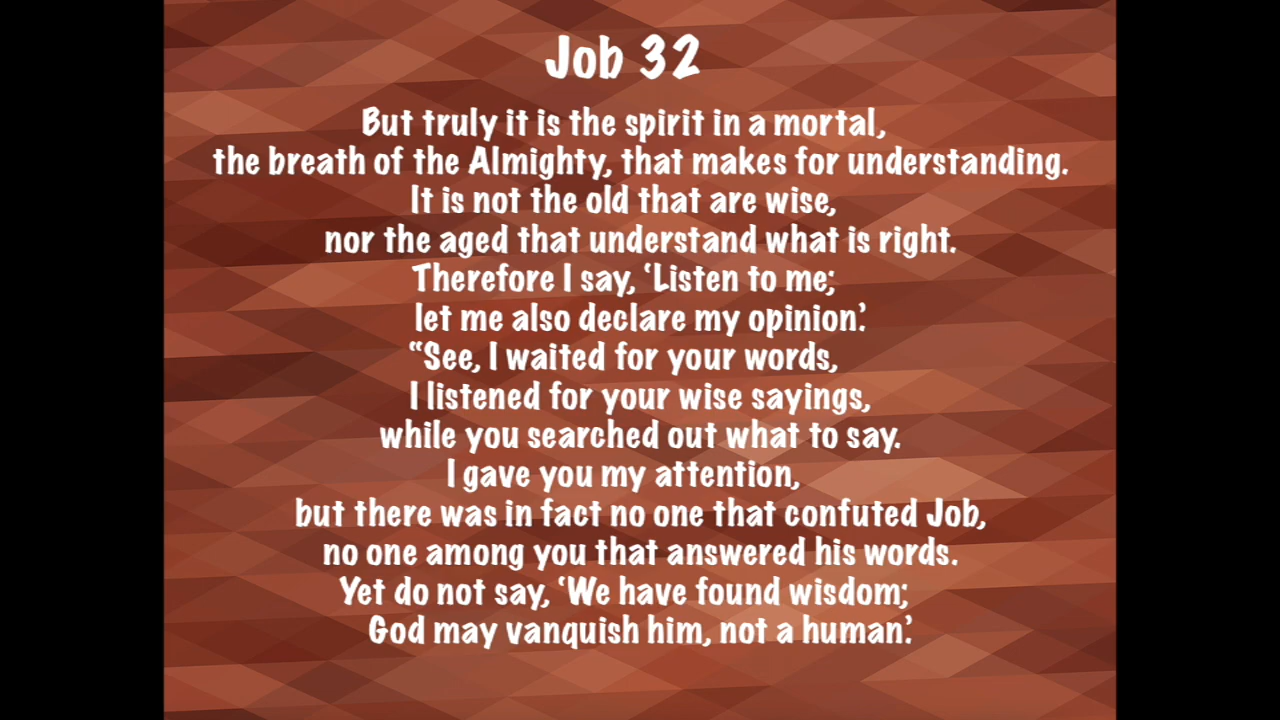 Job 32
But truly it is the spirit in a mortal,
the breath of the Almighty, that makes for understanding.
It is not the old that are wise,
nor the aged that understand what is right.
Therefore I say, ‘Listen to me;
let me also declare my opinion.’
“See, I waited for your words,
I listened for your wise sayings,
while you searched out what to say.
I gave you my attention,
but there was in fact no one that confuted Job,
no one among you that answered his words.
Yet do not say, ‘We have found wisdom;
God may vanquish him, not a human.’